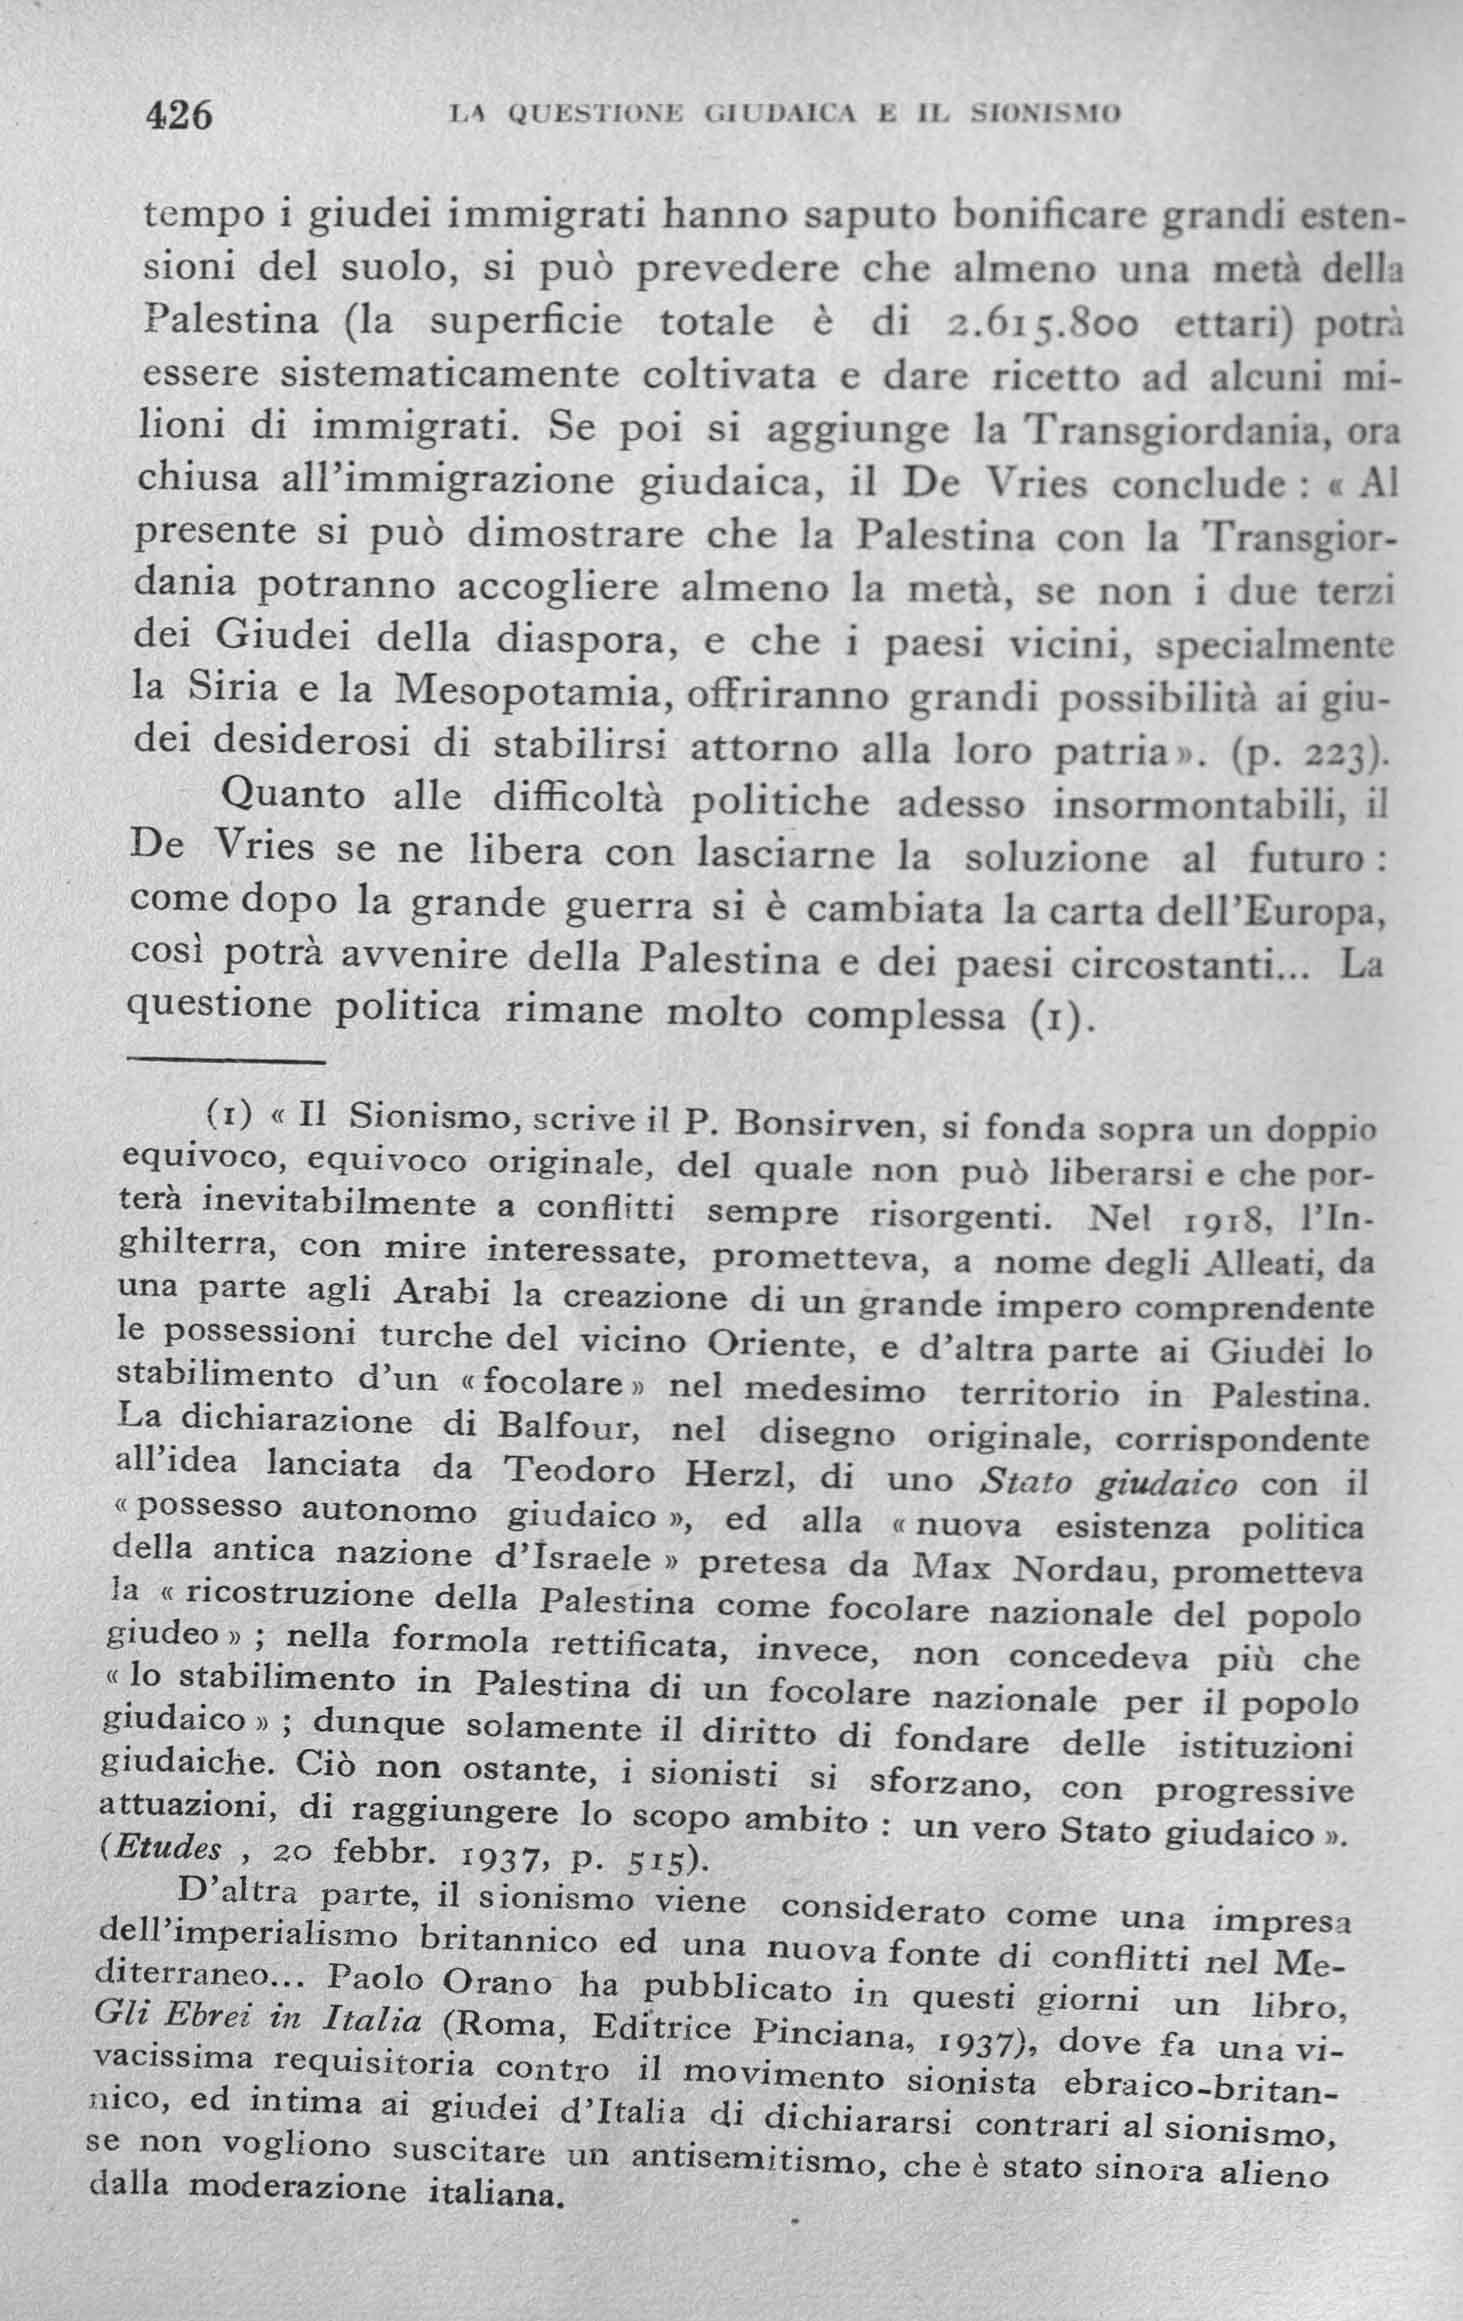 426 LA QUESTIONE GIUDAICA E IL SIONISMO
tempo i giudei immigrati hanno saputo bonificare grandi esten-
sioni del suolo, si può prevedere che almeno una metà della
Palestina (la superficie totale è di 2.615.800 ettari) potrà
essere sistematicamente coltivata e dare ricetto ad alcuni mi-
lioni di immigrati. Se poi si aggiunge la Transgiordania, ora
chiusa all'immigrazione giudaica, il De Vries conclude : « Al
presente si può dimostrare che la Palestina con la Transgior-
dania potranno accogliere almeno la metà, se non i due terzi
dei Giudei della diaspora, e che i paesi vicini, specialmente
la Siria e la Mesopotamia, offriranno grandi possibilità ai giu-
dei desiderosi di stabilirsi attorno alla loro patria ». (p. 223).
Quanto alle difficoltà politiche adesso insormontabili, il
De Vries se ne libera con lasciarne la soluzione al futuro :
come dopo la grande guerra si è cambiata la carta dell'Europa,
così potrà avvenire della Palestina e dei paesi circostanti... La
questione politica rimane molto complessa (1).
(1) « Il Sionismo, scrive il P. Bonsirven, si fonda sopra un doppio
equivoco, equivoco originale, del quale non può liberarsi e che por-
terà inevitabilmente a conflitti sempre risorgenti. Nel 1918, l'In-
ghilterra, con mire interessate, prometteva, a nome degli Alleati, da
una parte agli Arabi la creazione di un grande impero comprendente
le possessioni turche del vicino Oriente, e d'altra parte ai Giudei lo
stabilimento d'un « focolare » nel medesimo territorio in Palestina.
La dichiarazione di Balfour, nel disegno originale, corrispondente
all'idea lanciata da Teodoro Herzl, di uno Stato giudaico con il
« possesso autonomo giudaico », ed alla « nuova esistenza politica
della antica nazione d'Israele » pretesa da Max Nordau, prometteva
la « ricostruzione della Palestina come focolare nazionale del popolo
giudeo » ; nella formola rettificata, invece, non concedeva più che
« lo stabilimento in Palestina di un focolare nazionale per il popolo
giudaico » ; dunque solamente il diritto di fondare delle istituzioni
giudaiche. Ciò non ostante, i sionisti si sforzano, con progressive
attuazioni, di raggiungere lo scopo ambito : un vero Stato giudaico ».
(Etudes , 20 febbr. 1937, p. 515).
D'altra parte, il sionismo viene considerato come una impresa
dell'imperialismo britannico ed una nuova fonte di conflitti nel Me-
diterraneo... Paolo Orano ha pubblicato in questi giorni un libro,
Gli Ebrei in Italia (Roma, Editrice Pinciana, 1937), dove fa una vi-
vacissima requisitoria contro il movimento sionista ebraico-britan-
nico, ed intima ai giudei d'Italia di dichiararsi contrari al sionismo,
se non vogliono suscitare un antisemitismo, che è stato sinora alieno
dalla moderazione italiana.